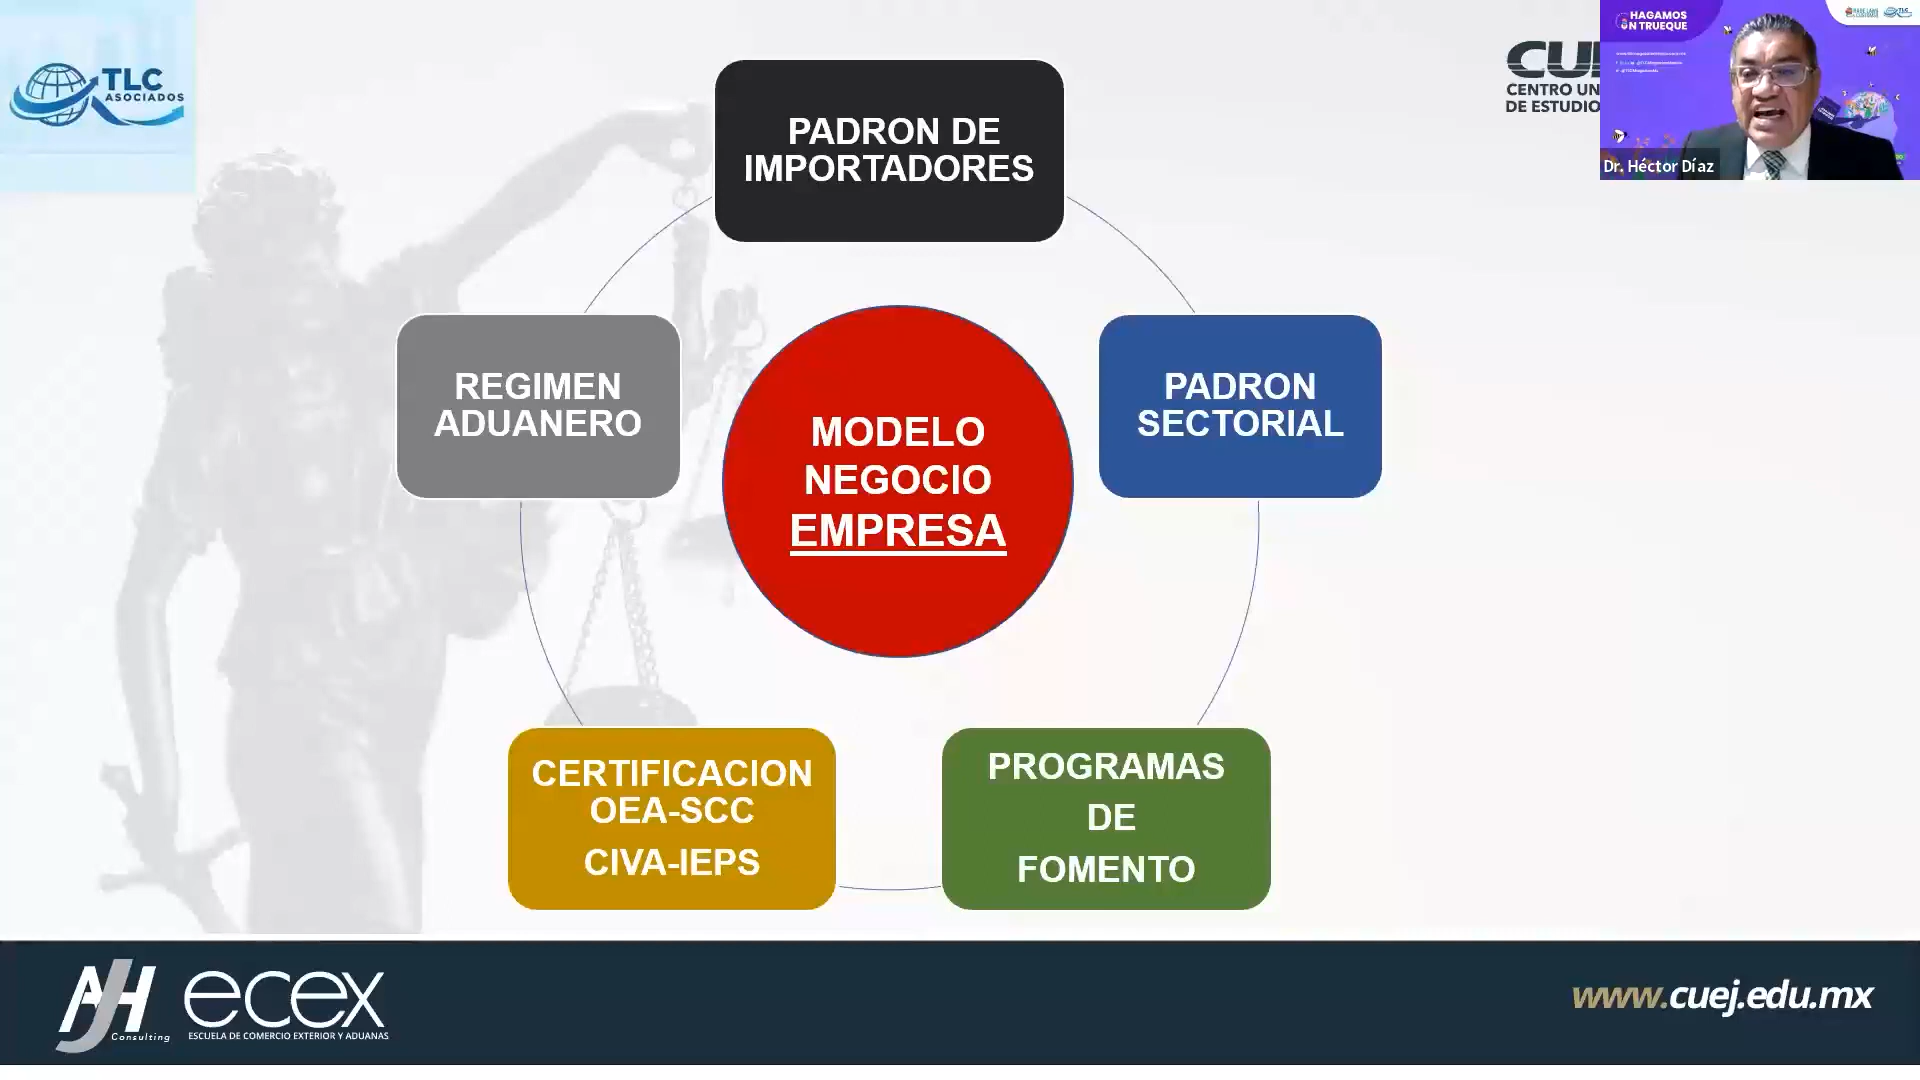 TLC
ASOCIADOS
PADRON DE
IMPORTADORES
CENTRO UN
DE ESTUDIO
HAGAMOS
UN TRUEQUE
Dr. Héctor Díaz
REGIMEN
ADUANERO
MODELO
NEGOCIO
EMPRESA
PADRON
SECTORIAL
CERTIFICACION
OEA-SCC
CIVA-IEPS
PROGRAMAS
DE
FOMENTO
AJH
Consulting
ecex
ESCUELA DE COMERCIO EXTERIOR Y ADUANAS
www.cuej.edu.mx